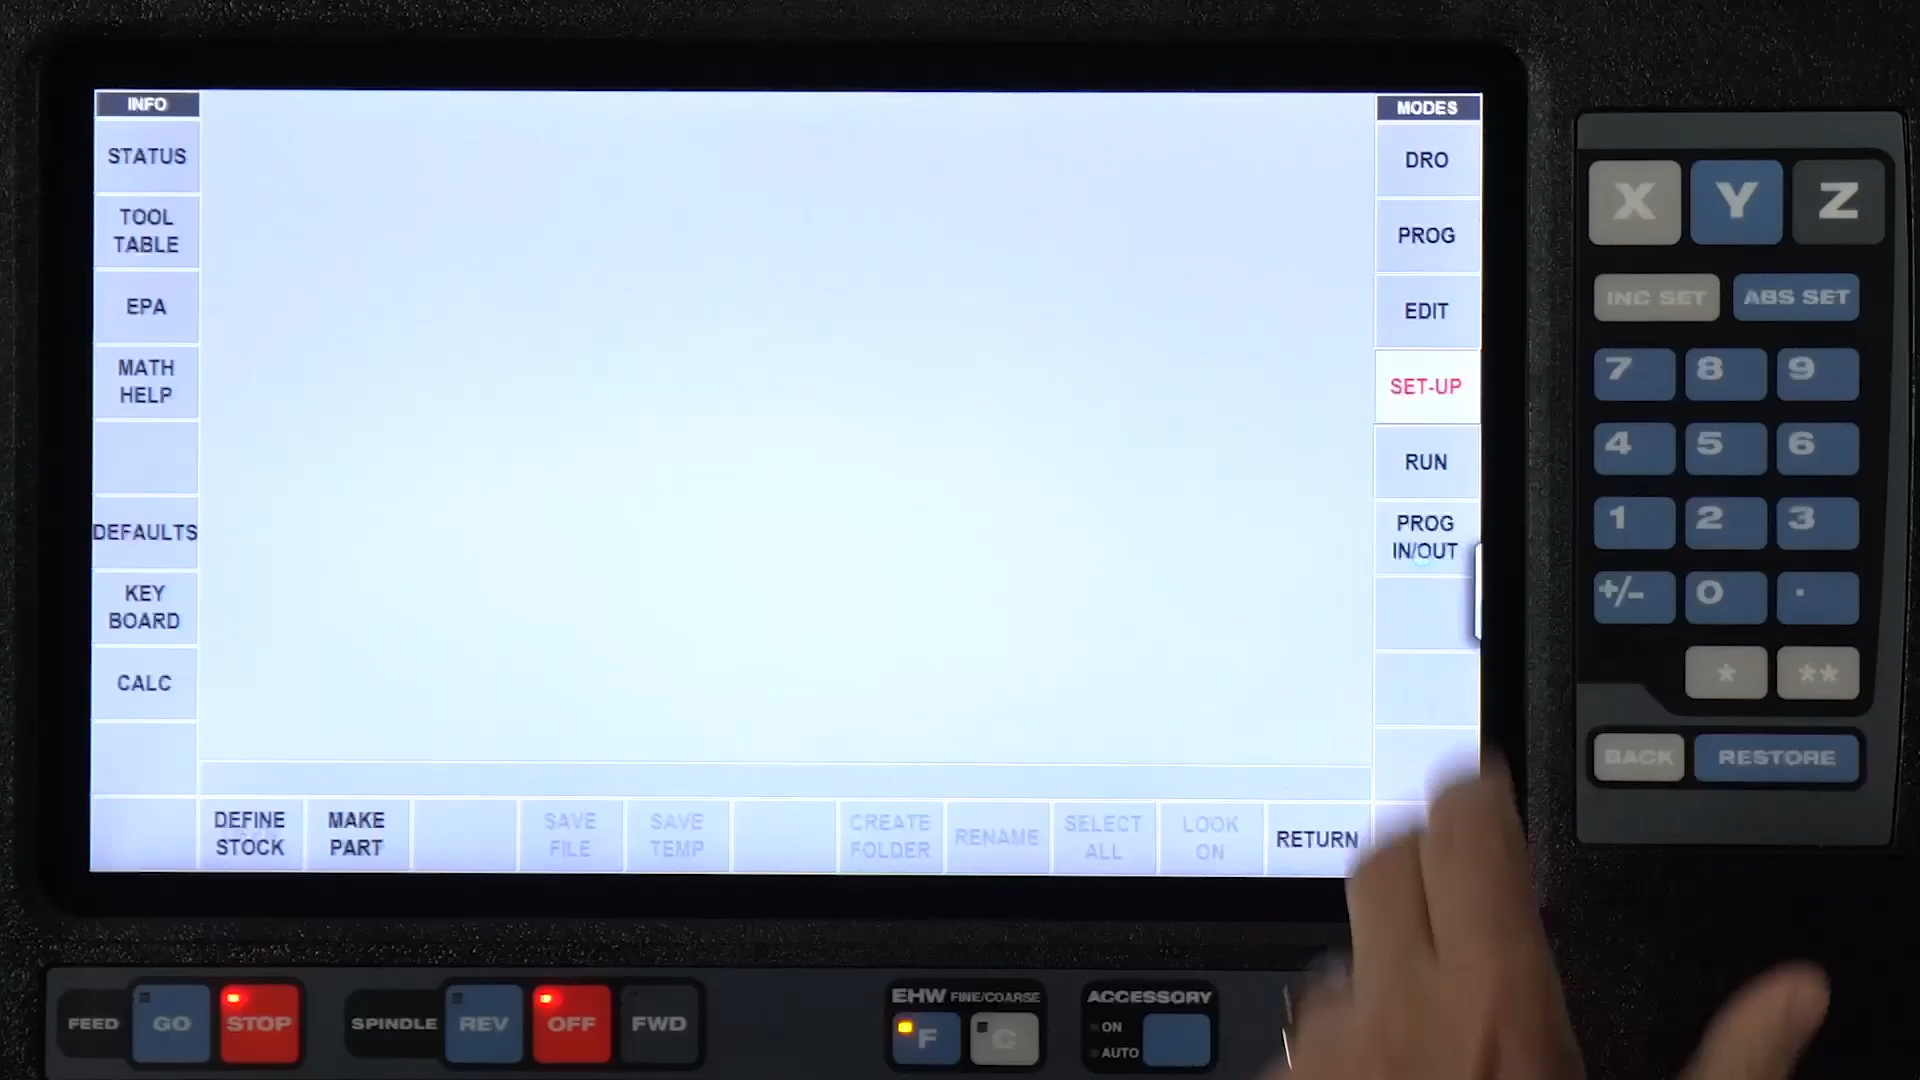 INFO
STATUS
TOOL
TABLE
EPA
MATH
HELP
DEFAULTS
KEY
BOARD
CALC
DEFINE
STOCK
MAKE
PART
SAVE
FILE
SAVE
TEMP
CREATE
FOLDER
RENAME
SELECT
ALL
LOOK
ON
RETURN
MODES
DRO
PROG
EDIT
SET-UP
RUN
PROG
IN/OUT
X Y Z
INC SET ABS SET
7 8 9
4 5 6
1 2 3
+/- 0 .
* **
BACK RESTORE
FEED GO STOP
SPINDLE REV OFF FWD
EHW FINE/COARSE
F C
ACCESSORY
ON
AUTO